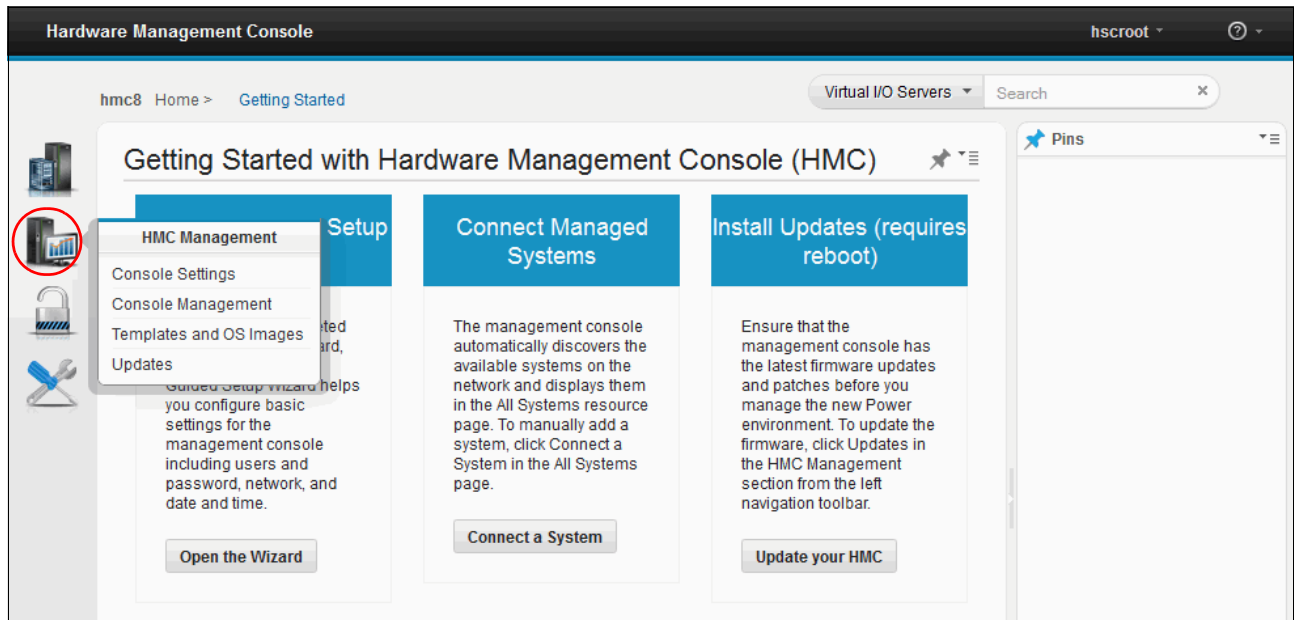 Hardware Management Console
hscroot
hmc8 Home > Getting Started
Virtual I/O Servers
Search
Getting Started with Hardware Management Console (HMC)
Pins
HMC Management
Console Settings
Console Management
Templates and OS Images
Updates
Setup
helps
you configure basic
settings for the
management console
including users and
password, network, and
date and time.
Open the Wizard
Connect Managed
Systems
The management console
automatically discovers the
available systems on the
network and displays them
in the All Systems resource
page. To manually add a
system, click Connect a
System in the All Systems
page.
Connect a System
Install Updates (requires
reboot)
Ensure that the
management console has
the latest firmware updates
and patches before you
manage the new Power
environment. To update the
firmware, click Updates in
the HMC Management
section from the left
navigation toolbar.
Update your HMC